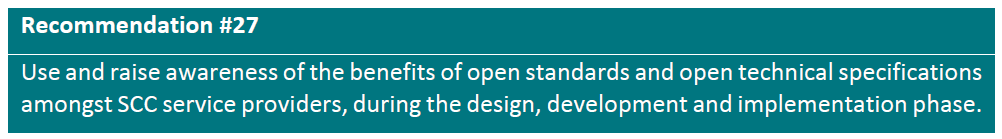 Recommendation #27
Use and raise awareness of the benefits of open standards and open technical specifications
amongst SCC service providers, during the design, development and implementation phase.